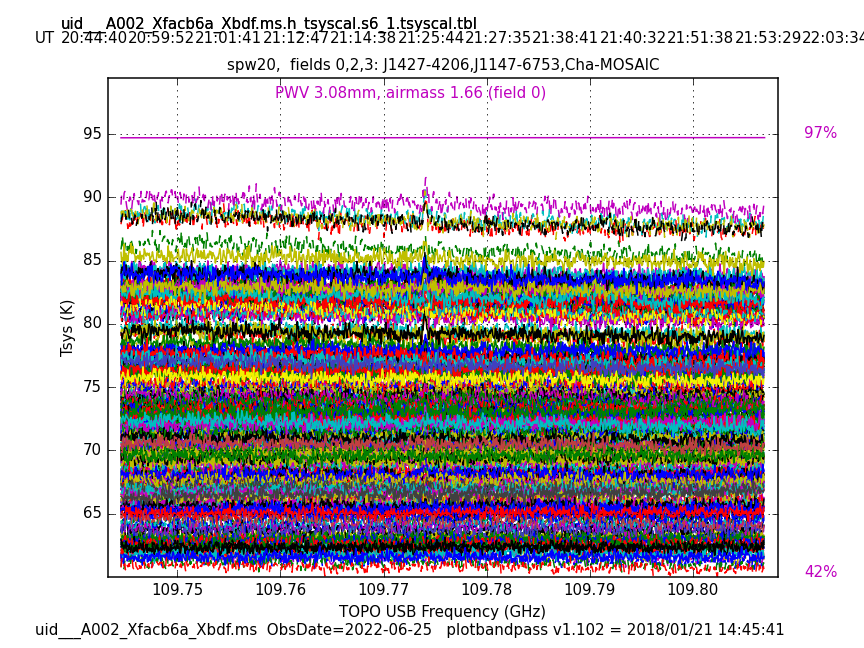 uid___A002_Xfacb6a_Xbdf.ms.h_tsyscal.s6_1.tsyscal.tbl
UT 20:44:40 20:59:52 21:01:41 21:12:47 21:14:38 21:25:44 21:27:35 21:38:41 21:40:32 21:51:38 21:53:29 22:03:34
spw20,  fields 0,2,3: J1427-4206,J1147-6753,Cha-MOSAIC
PWV 3.08mm, airmass 1.66 (field 0)
97%
95
90
85
80
75
70
65
Tsys (K)
42%
109.75 109.76 109.77 109.78 109.79 109.80
TOPO USB Frequency (GHz)
uid___A002_Xfacb6a_Xbdf.ms  ObsDate=2022-06-25   plotbandpass v1.102 = 2018/01/21 14:45:41